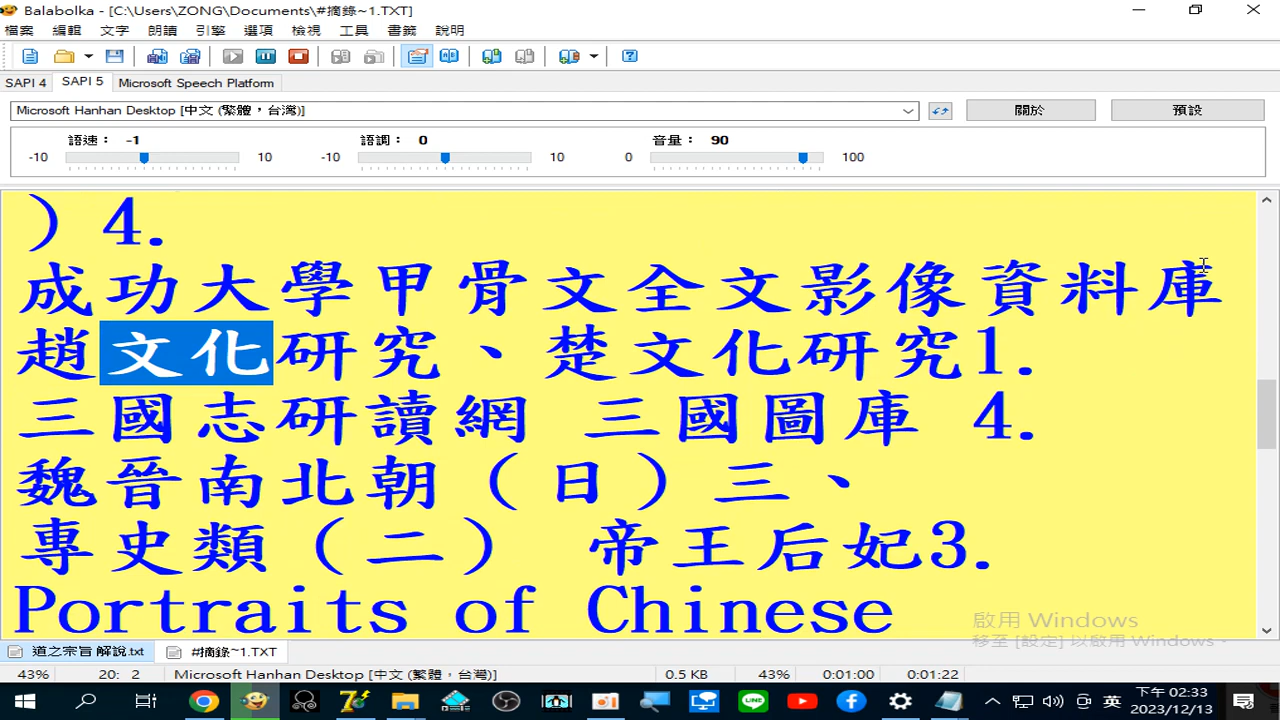 Balabolka - [C:\Users\ZONG\Documents\#摘錄~1.TXT]
檔案 編輯 文字 朗讀 引擎 選項 檢視 工具 書籤 說明
SAPI 4 SAPI 5 Microsoft Speech Platform
Microsoft Hanhan Desktop [中文 (繁體，台灣)] 關於 預設
語速： -1 語調： 0 音量： 90
-10 10 -10 10 0 100
）4.
成功大學甲骨文全文影像資料庫
趙文化研究、楚文化研究1.
三國志研讀網 三國圖庫 4.
魏晉南北朝（日）三、
專史類（二） 帝王后妃3.
Portraits of Chinese
啟用 Windows
移至 [設定] 以啟用 Windows。
道之宗旨 解說.txt #摘錄~1.TXT
43% 20: 2 Microsoft Hanhan Desktop [中文 (繁體，台灣)] 0.5 KB 43% 0:01:00 0:01:22
英 下午 02:33
2023/12/13